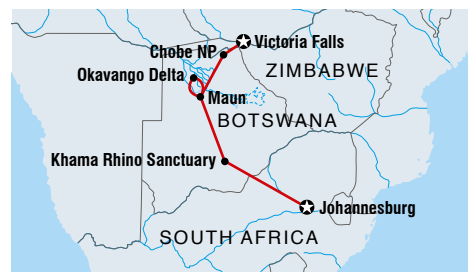 Chobe NP
Victoria Falls
Okavango Delta
ZIMBABWE
Maun
BOTSWANA
Khama Rhino Sanctuary
Johannesburg
SOUTH AFRICA